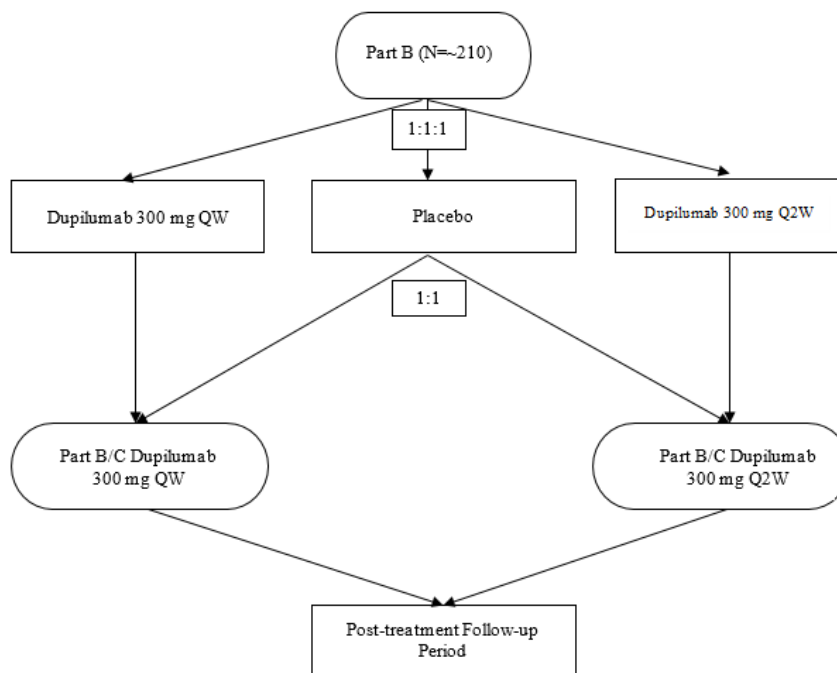 Part B (N=~210)
1:1:1
Dupilumab 300 mg QW
Placebo
Dupilumab 300 mg Q2W
1:1
Part B/C Dupilumab
300 mg QW
Part B/C Dupilumab
300 mg Q2W
Post-treatment Follow-up
Period